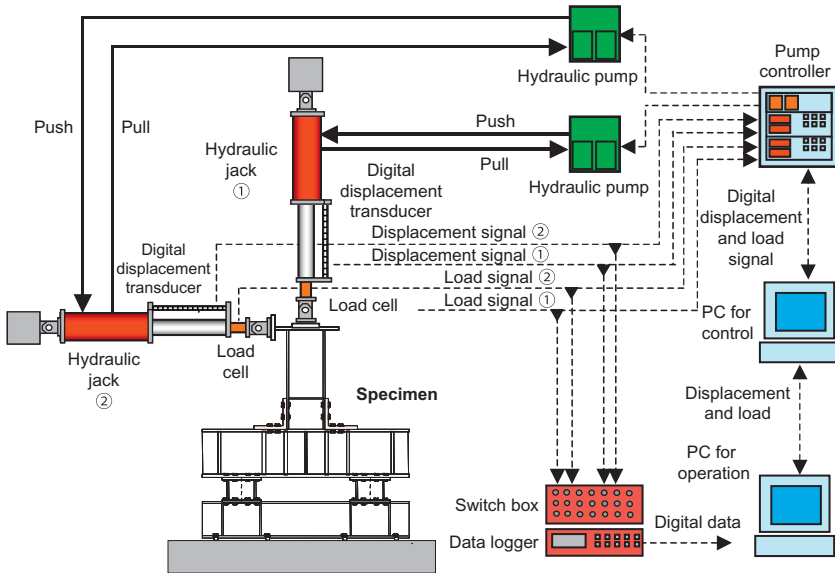 Hydraulic pump
Pump
controller
Push
Pull
Push
Pull
Hydraulic
jack
①
Digital
displacement
transducer
Hydraulic pump
Digital
displacement
and load
signal
Displacement signal ②
Displacement signal ①
Load signal ②
Load signal ①
Digital
displacement
transducer
Load cell
PC for
control
Hydraulic
jack
②
Load
cell
Specimen
Displacement
and load
PC for
operation
Switch box
Data logger
Digital data